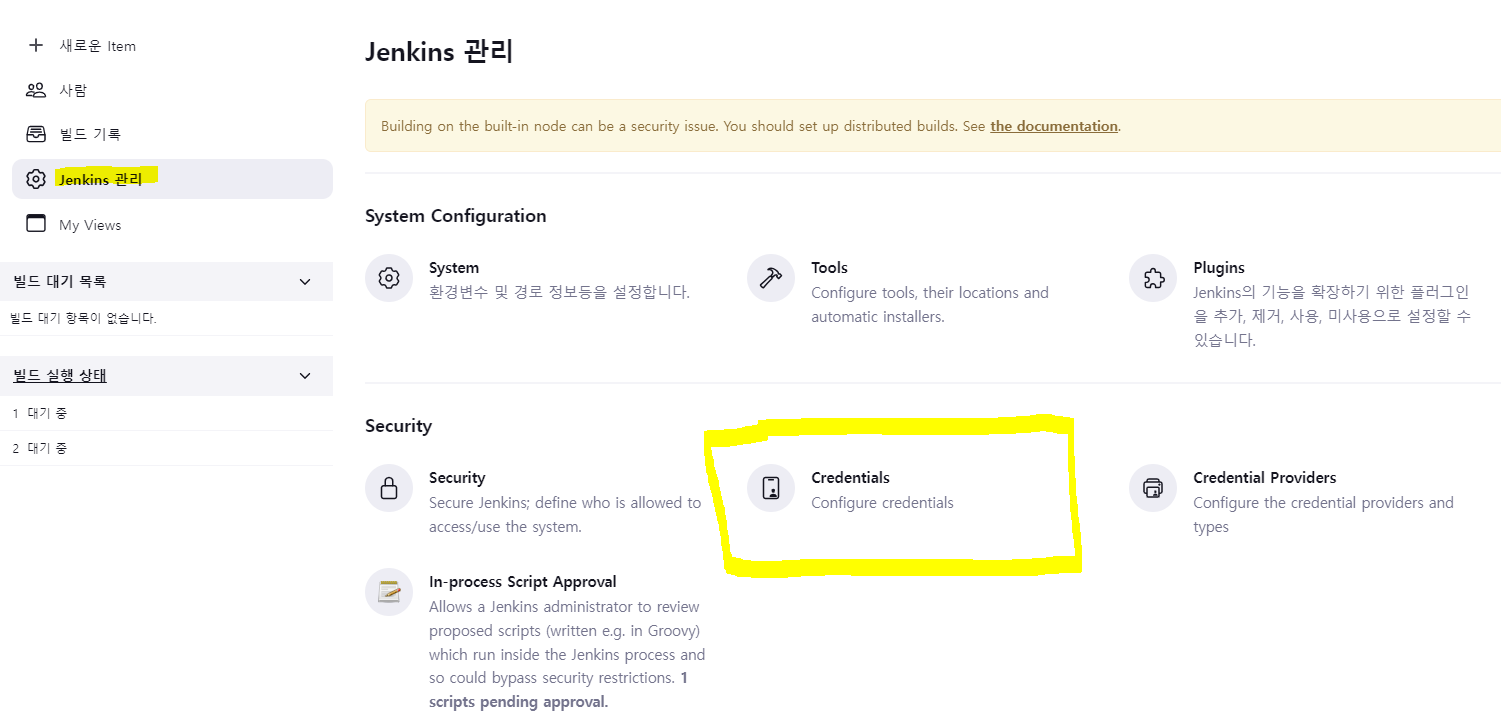 새로운 Item
사람
빌드 기록
Jenkins 관리
My Views
빌드 대기 목록
빌드 대기 항목이 없습니다.
빌드 실행 상태
1 대기 중
2 대기 중
Jenkins 관리
Building on the built-in node can be a security issue. You should set up distributed builds. See the documentation.
System Configuration
System
환경변수 및 경로 정보등을 설정합니다.
Tools
Configure tools, their locations and
automatic installers.
Plugins
Jenkins의 기능을 확장하기 위한 플러그인
을 추가, 제거, 사용, 미사용으로 설정할 수
있습니다.
Security
Security
Secure Jenkins; define who is allowed to
access/use the system.
Credentials
Configure credentials
Credential Providers
Configure the credential providers and
types
In-process Script Approval
Allows a Jenkins administrator to review
proposed scripts (written e.g. in Groovy)
which run inside the Jenkins process and
so could bypass security restrictions. 1
scripts pending approval.